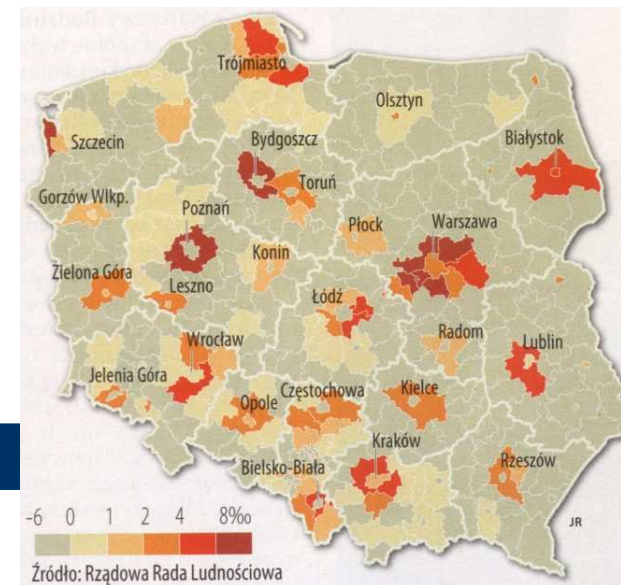 Trójmiasto
Olsztyn
Szczecin
Bydgoszcz
Białystok
Toruń
Gorzów Wlkp.
Poznań
Płock
Warszawa
Konin
Zielona Góra
Leszno
Łódź
Wrocław
Radom
Lublin
Jelenia Góra
Częstochowa
Kielce
Opole
Kraków
Bielsko-Biała
Rzeszów
-6 0 1 2 4 8‰
JR
Źródło: Rządowa Rada Ludnościowa